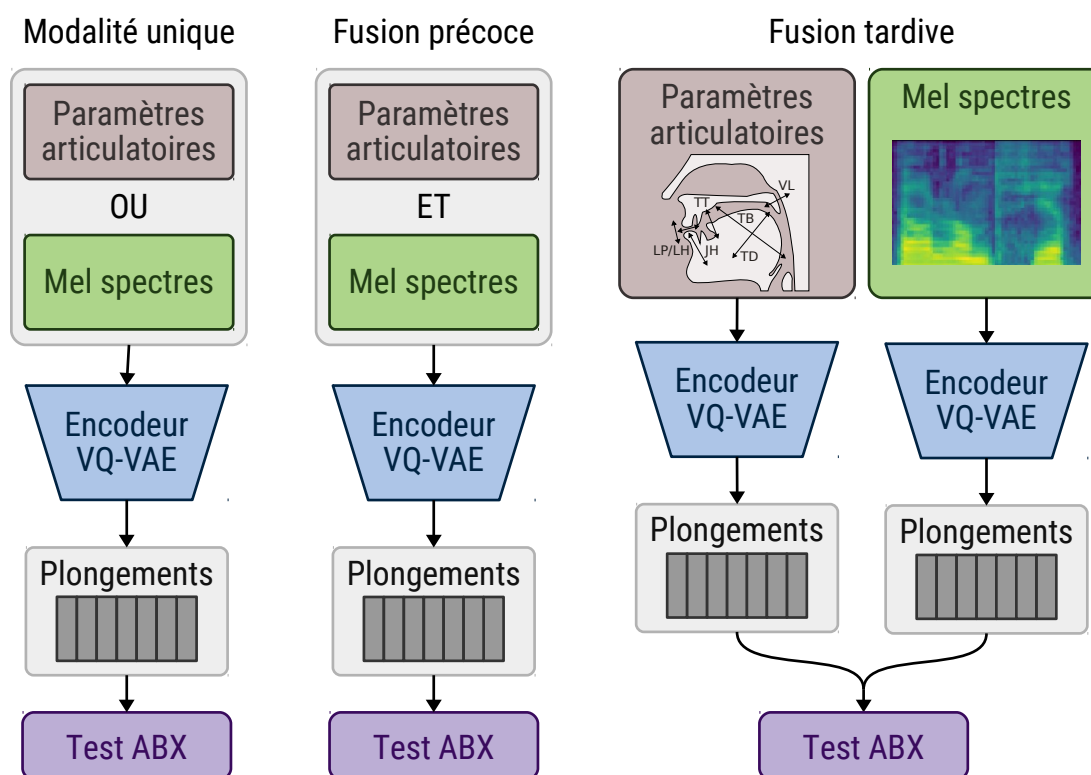 Modalité unique
Paramètres
articulatoires
OU
Mel spectres
Encodeur
VQ-VAE
Plongements
Test ABX
Fusion précoce
Paramètres
articulatoires
ET
Mel spectres
Encodeur
VQ-VAE
Plongements
Test ABX
Fusion tardive
Paramètres
articulatoires
VL
TT
TB
LP/LH
JH
TD
Encodeur
VQ-VAE
Plongements
Mel spectres
Encodeur
VQ-VAE
Plongements
Test ABX